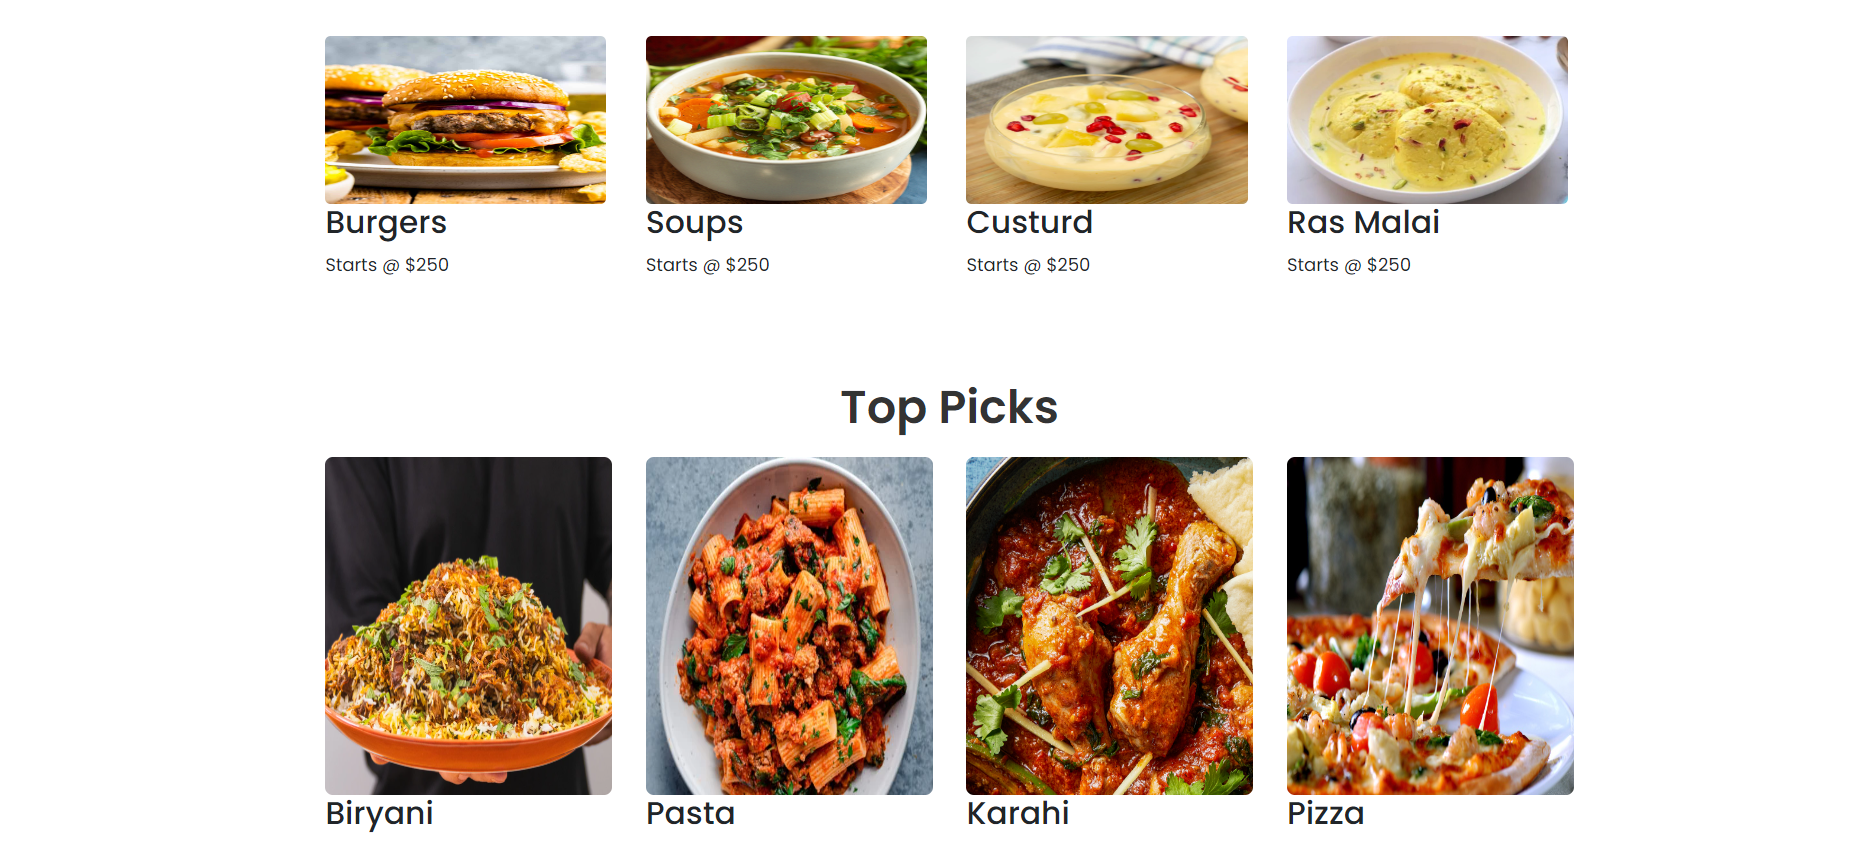 Burgers
Soups
Custurd
Ras Malai
Starts @ $250
Starts @ $250
Starts @ $250
Starts @ $250
Top Picks
Biryani
Pasta
Karahi
Pizza